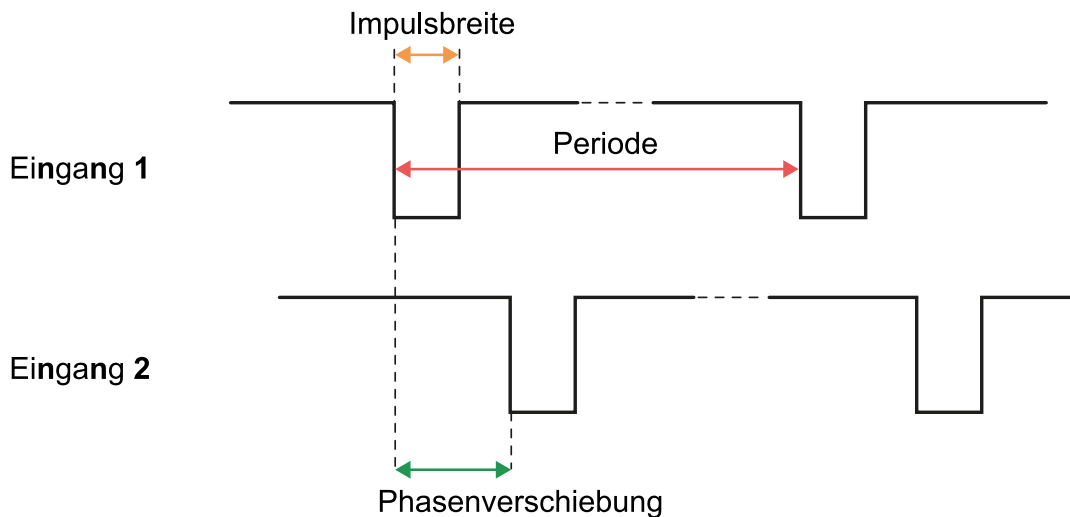 Impulsbreite
Periode
Eingang 1
Eingang 2
Phasenverschiebung